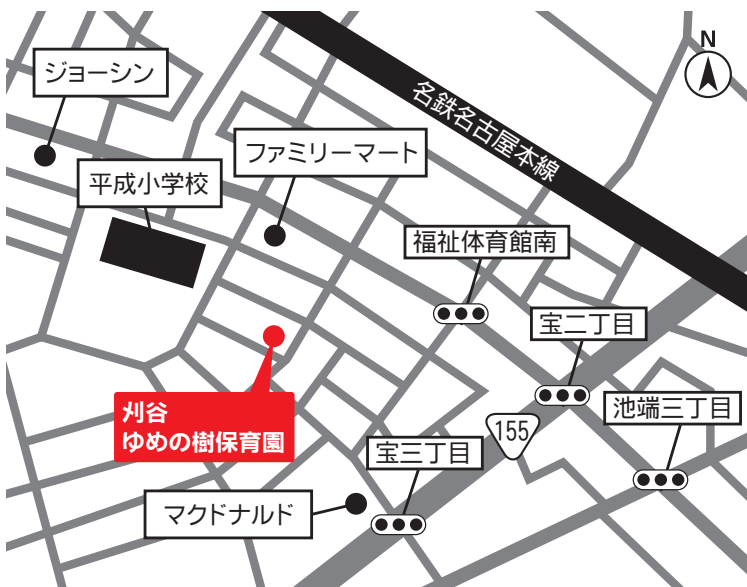 N
ジョーシン
名鉄名古屋本線
ファミリーマート
平成小学校
福祉体育館南
宝二丁目
池端三丁目
刈谷
ゆめの樹保育園
155
宝三丁目
マクドナルド